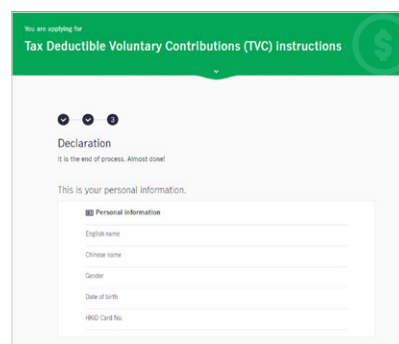 You are applying for
Tax Deductible Voluntary Contributions (TVC) instructions
$
3
Declaration
It is the end of process. Almost done!
This is your personal information.
Personal information
English name
Chinese name
Gender
Date of birth
HKID Card No.